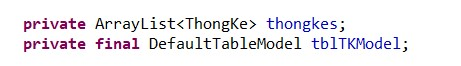 private ArrayList<ThongKe> thongkes;
private final DefaultTableModel tblTKModel;